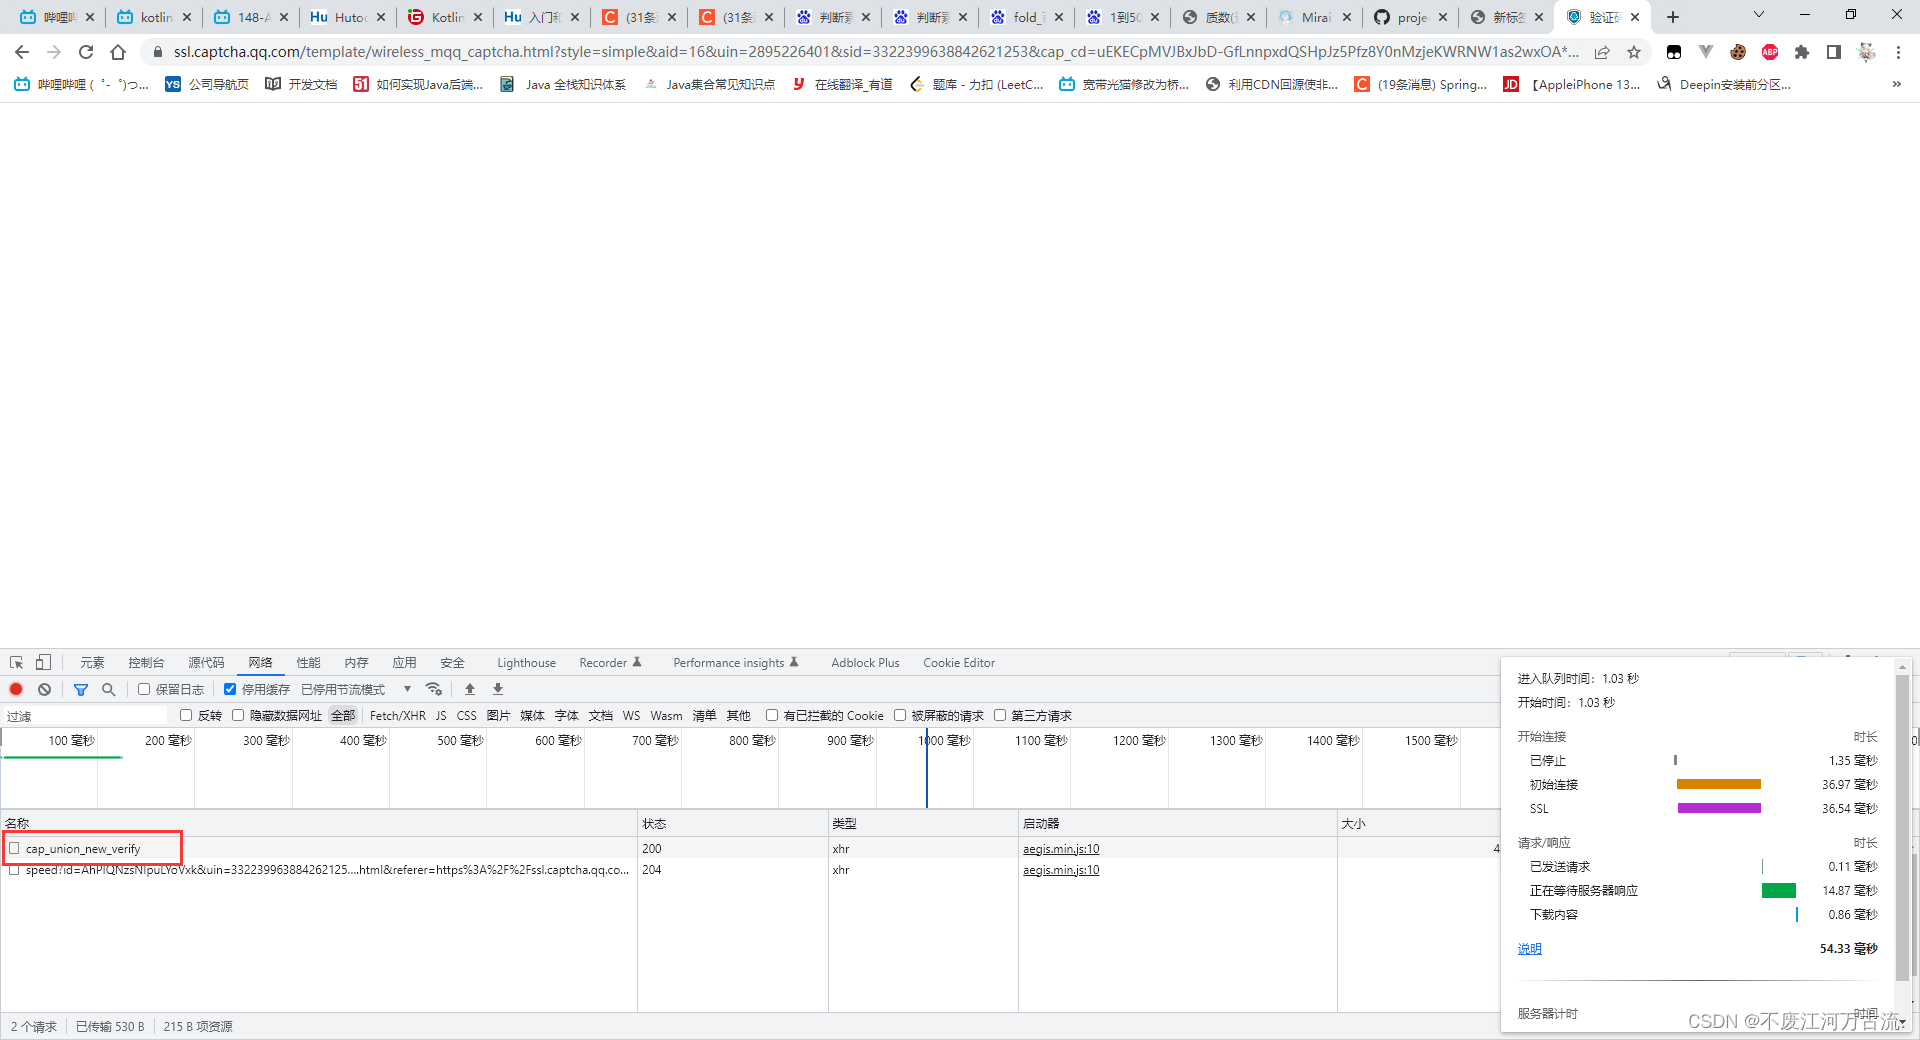 哔哩哔 kotlin 148-A Hutoo Kotlin 入门和 (31条 (31条 判断素 判断素 fold_ 1到50 质数( Mirai projec 新标签 验证码
ssl.captcha.qq.com/template/wireless_mqq_captcha.html?style=simple&aid=16&uin=2895226401&sid=3322399638842621253&cap_cd=uEKECpMVJBxJbD-GfLnnpxdQSHpJz5Pfz8Y0nMzjeKWRNW1as2wxOA*...
哔哩哔哩 ( ゜- ゜)つ... YS 公司导航页 开发文档 如何实现Java后端... Java 全栈知识体系 Java集合常见知识点 在线翻译_有道 题库 - 力扣 (LeetC... 宽带光猫修改为桥... 利用CDN回源使非... (19条消息) Spring... JD 【AppleiPhone 13... Deepin安装前分区... »
元素 控制台 源代码 网络 性能 内存 应用 安全 Lighthouse Recorder Performance insights Adblock Plus Cookie Editor
保留日志 停用缓存 已停用节流模式
过滤 反转 隐藏数据网址 全部 Fetch/XHR JS CSS 图片 媒体 字体 文档 WS Wasm 清单 其他 有已拦截的 Cookie 被屏蔽的请求 第三方请求
100 毫秒 200 毫秒 300 毫秒 400 毫秒 500 毫秒 600 毫秒 700 毫秒 800 毫秒 900 毫秒 1000 毫秒 1100 毫秒 1200 毫秒 1300 毫秒 1400 毫秒 1500 毫秒
名称 状态 类型 启动器 大小
cap_union_new_verify 200 xhr aegis.min.js:10 4
speed?id=AhPlQNzsNIpuLYoVxk&uin=332239963884262125....html&referer=https%3A%2F%2Fssl.captcha.qq.co... 204 xhr aegis.min.js:10
2 个请求 已传输 530 B 215 B 项资源
进入队列时间：1.03 秒
开始时间：1.03 秒
开始连接 时长
已停止 1.35 毫秒
初始连接 36.97 毫秒
SSL 36.54 毫秒
请求/响应 时长
已发送请求 0.11 毫秒
正在等待服务器响应 14.87 毫秒
下载内容 0.86 毫秒
说明 54.33 毫秒
服务器计时 时间
CSDN @不废江河万古流.